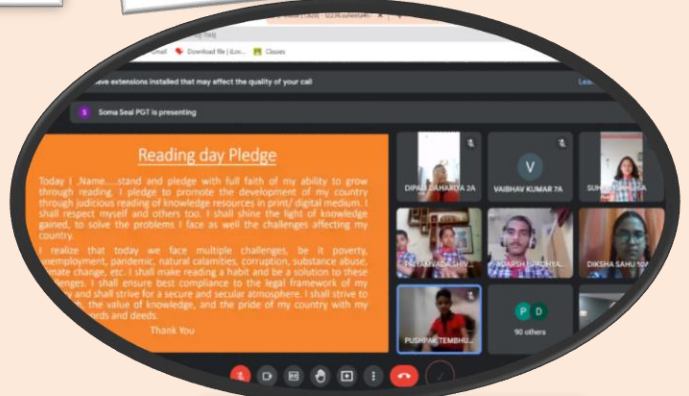 Gmail Download file | iLov... Classes
ave extensions installed that may affect the quality of your call
S Soma Seal PGT is presenting
Reading day Pledge
Today I ,Name.....stand and pledge with full faith of my ability to grow
through reading. I pledge to promote the development of my country
through judicious reading of knowledge resources in print/ digital medium. I
shall respect myself and others too. I shall shine the light of knowledge
gained, to solve the problems I face as well the challenges affecting my
country.
I realize that today we face multiple challenges, be it poverty,
unemployment, pandemic, natural calamities, corruption, substance abuse,
mate change, etc. I shall make reading a habit and be a solution to these
lenges. I shall ensure best compliance to the legal framework of my
y and shall strive for a secure and secular atmosphere. I shall strive to
the value of knowledge, and the pride of my country with my
ords and deeds.
Thank You
V
VAIBHAV KUMAR 7A
DIKSHA SAHU 10A
PUSHPAK TEMBHU...
P D
90 others